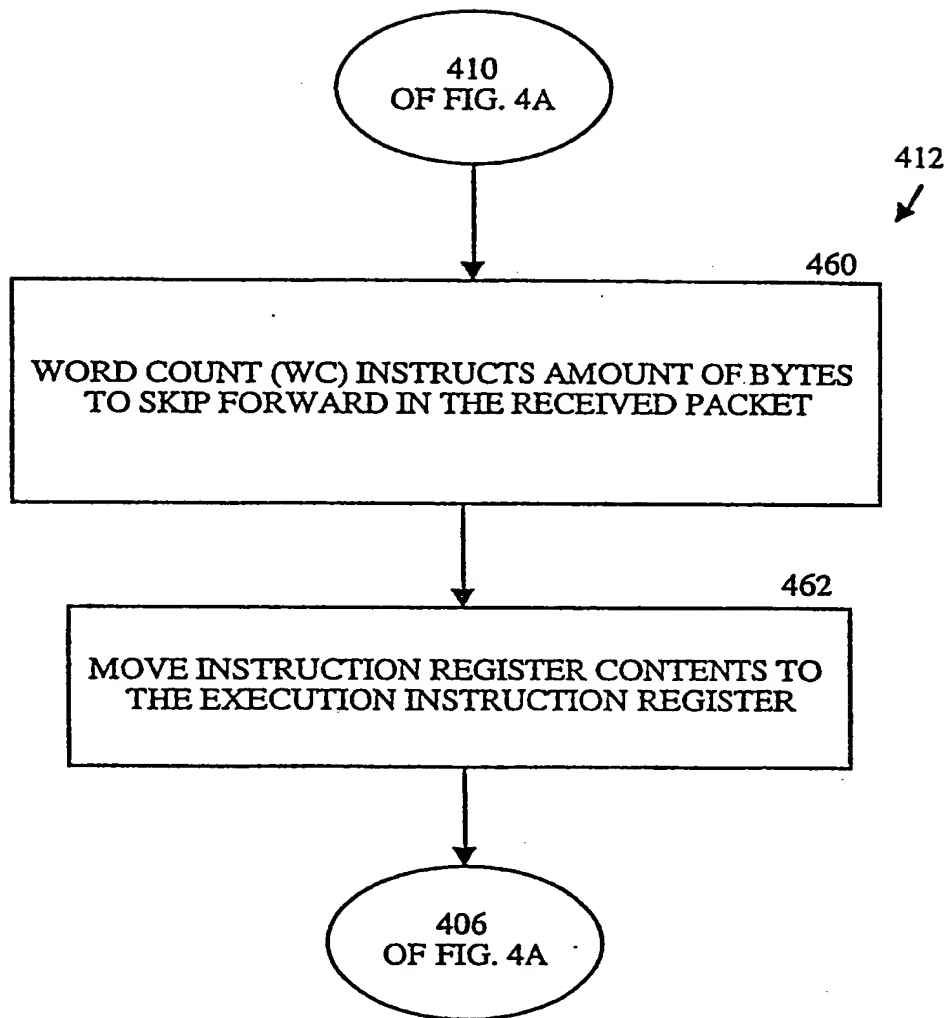 410
OF FIG. 4A
412
460
WORD COUNT (WC) INSTRUCTS AMOUNT OF BYTES
TO SKIP FORWARD IN THE RECEIVED PACKET
462
MOVE INSTRUCTION REGISTER CONTENTS TO
THE EXECUTION INSTRUCTION REGISTER
406
OF FIG. 4A